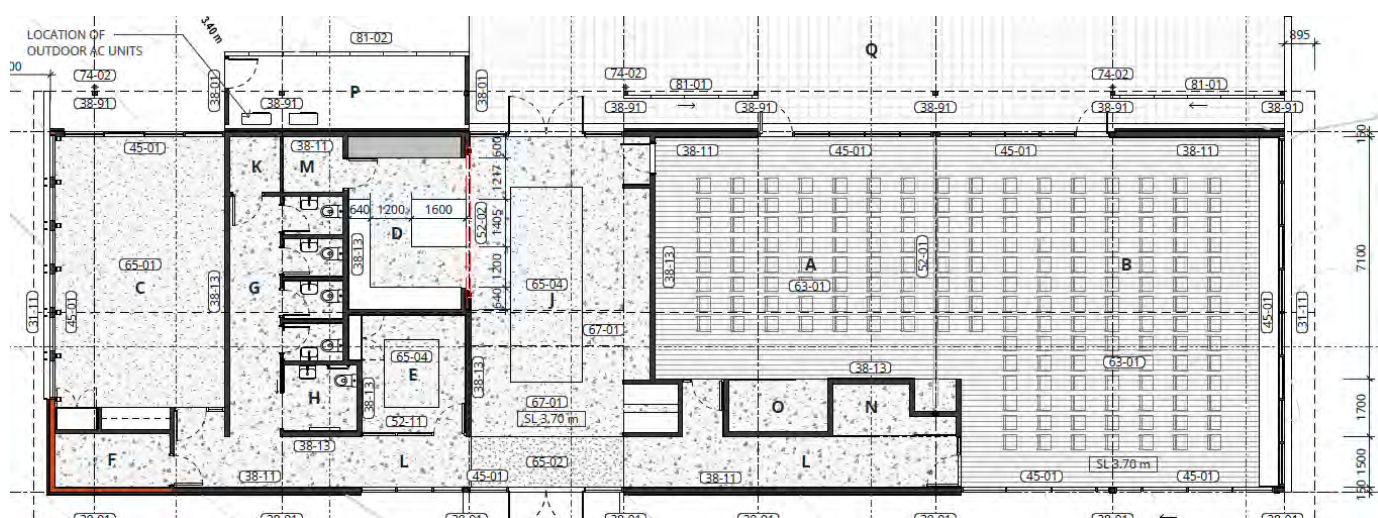 LOCATION OF
OUTDOOR AC UNITS
3.40 m
81-02
Q
895
00
74-02
38-01
P
38-01
74-02
81-01
74-02
81-01
38-91
38-91
38-91
38-91
38-91
38-91
38-91
45-01
K
38-11
M
600
38-11
45-01
45-01
38-11
150
1217
640
1200
1600
52-02
1405
D
38-13
65-01
38-13
C
G
1200
65-04
J
38-13
A
63-01
52-01
B
7100
31-11
45-01
640
67-01
45-01
31-11
65-04
E
38-13
38-13
63-01
38-13
H
52-11
67-01
SL 3.70 m
O
N
1700
38-13
F
L
65-02
L
SL 3.70 m
38-11
45-01
38-11
45-01
45-01
1500
150